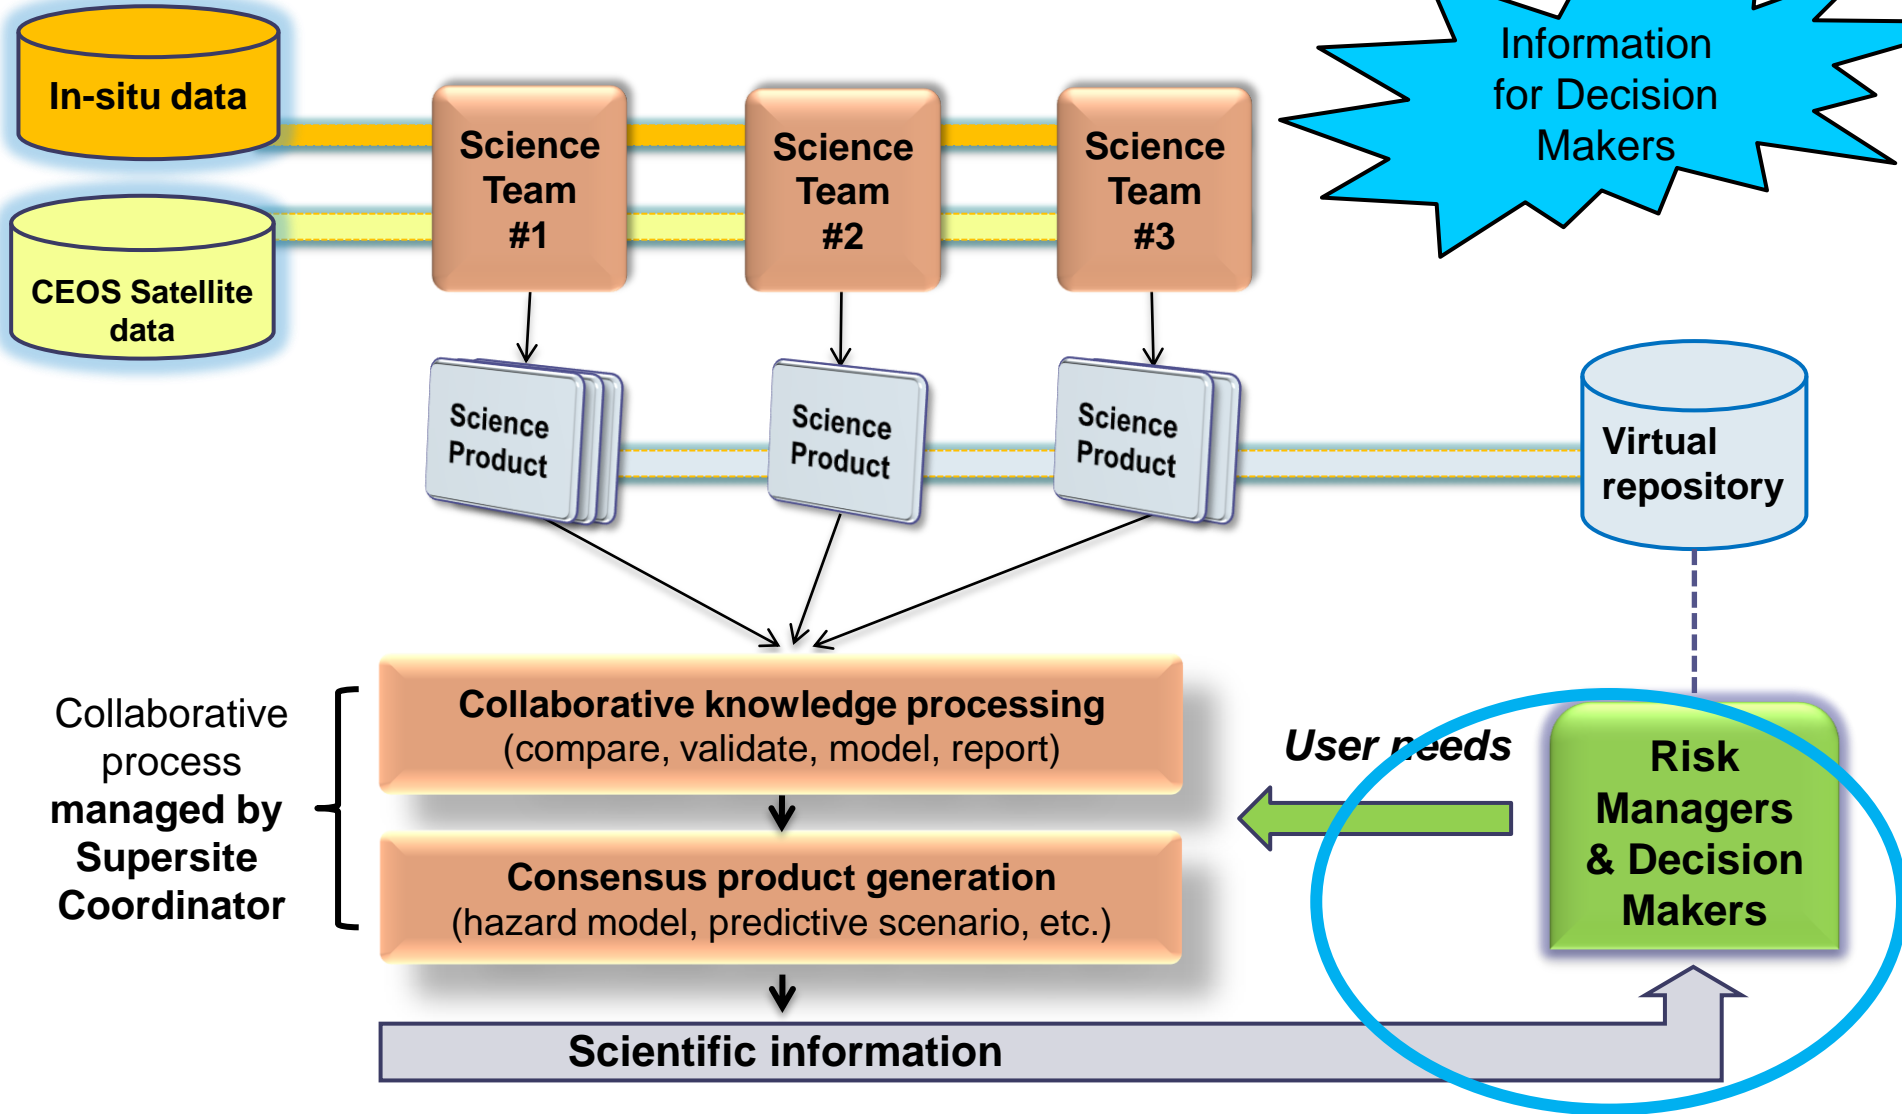 In-situ data
CEOS Satellite
data
Science
Team
#1
Science
Team
#2
Science
Team
#3
Information
for Decision
Makers
Science
Product
Science
Product
Science
Product
Virtual
repository
Collaborative
process
managed by
Supersite
Coordinator
Collaborative knowledge processing
(compare, validate, model, report)
Consensus product generation
(hazard model, predictive scenario, etc.)
User needs
Risk
Managers
& Decision
Makers
Scientific information